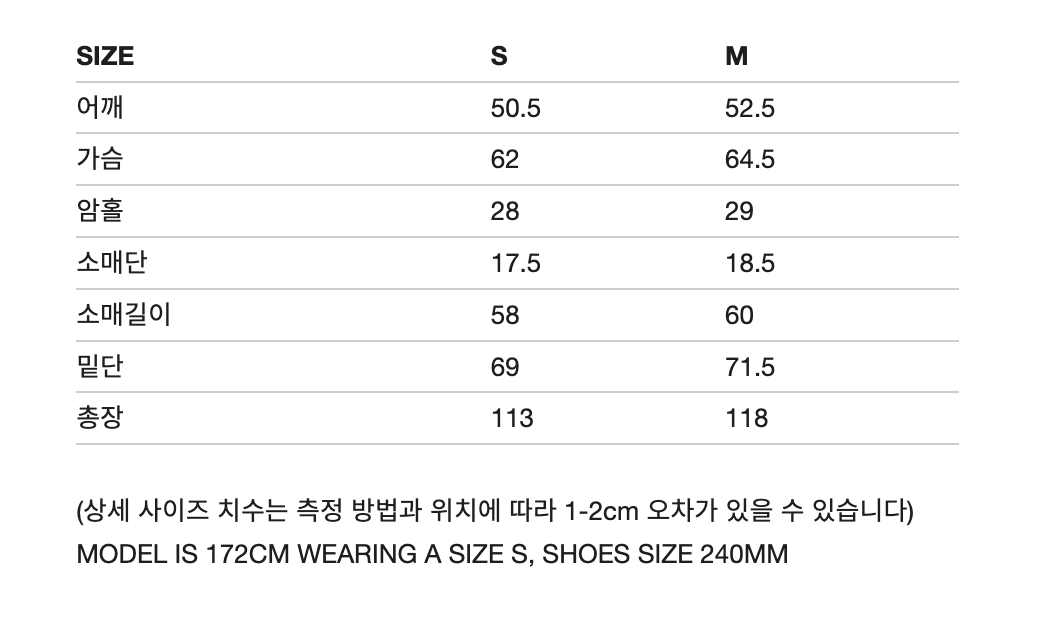 SIZE S M
어깨 50.5 52.5
가슴 62 64.5
암홀 28 29
소매단 17.5 18.5
소매길이 58 60
밑단 69 71.5
총장 113 118
(상세 사이즈 치수는 측정 방법과 위치에 따라 1-2cm 오차가 있을 수 있습니다)
MODEL IS 172CM WEARING A SIZE S, SHOES SIZE 240MM